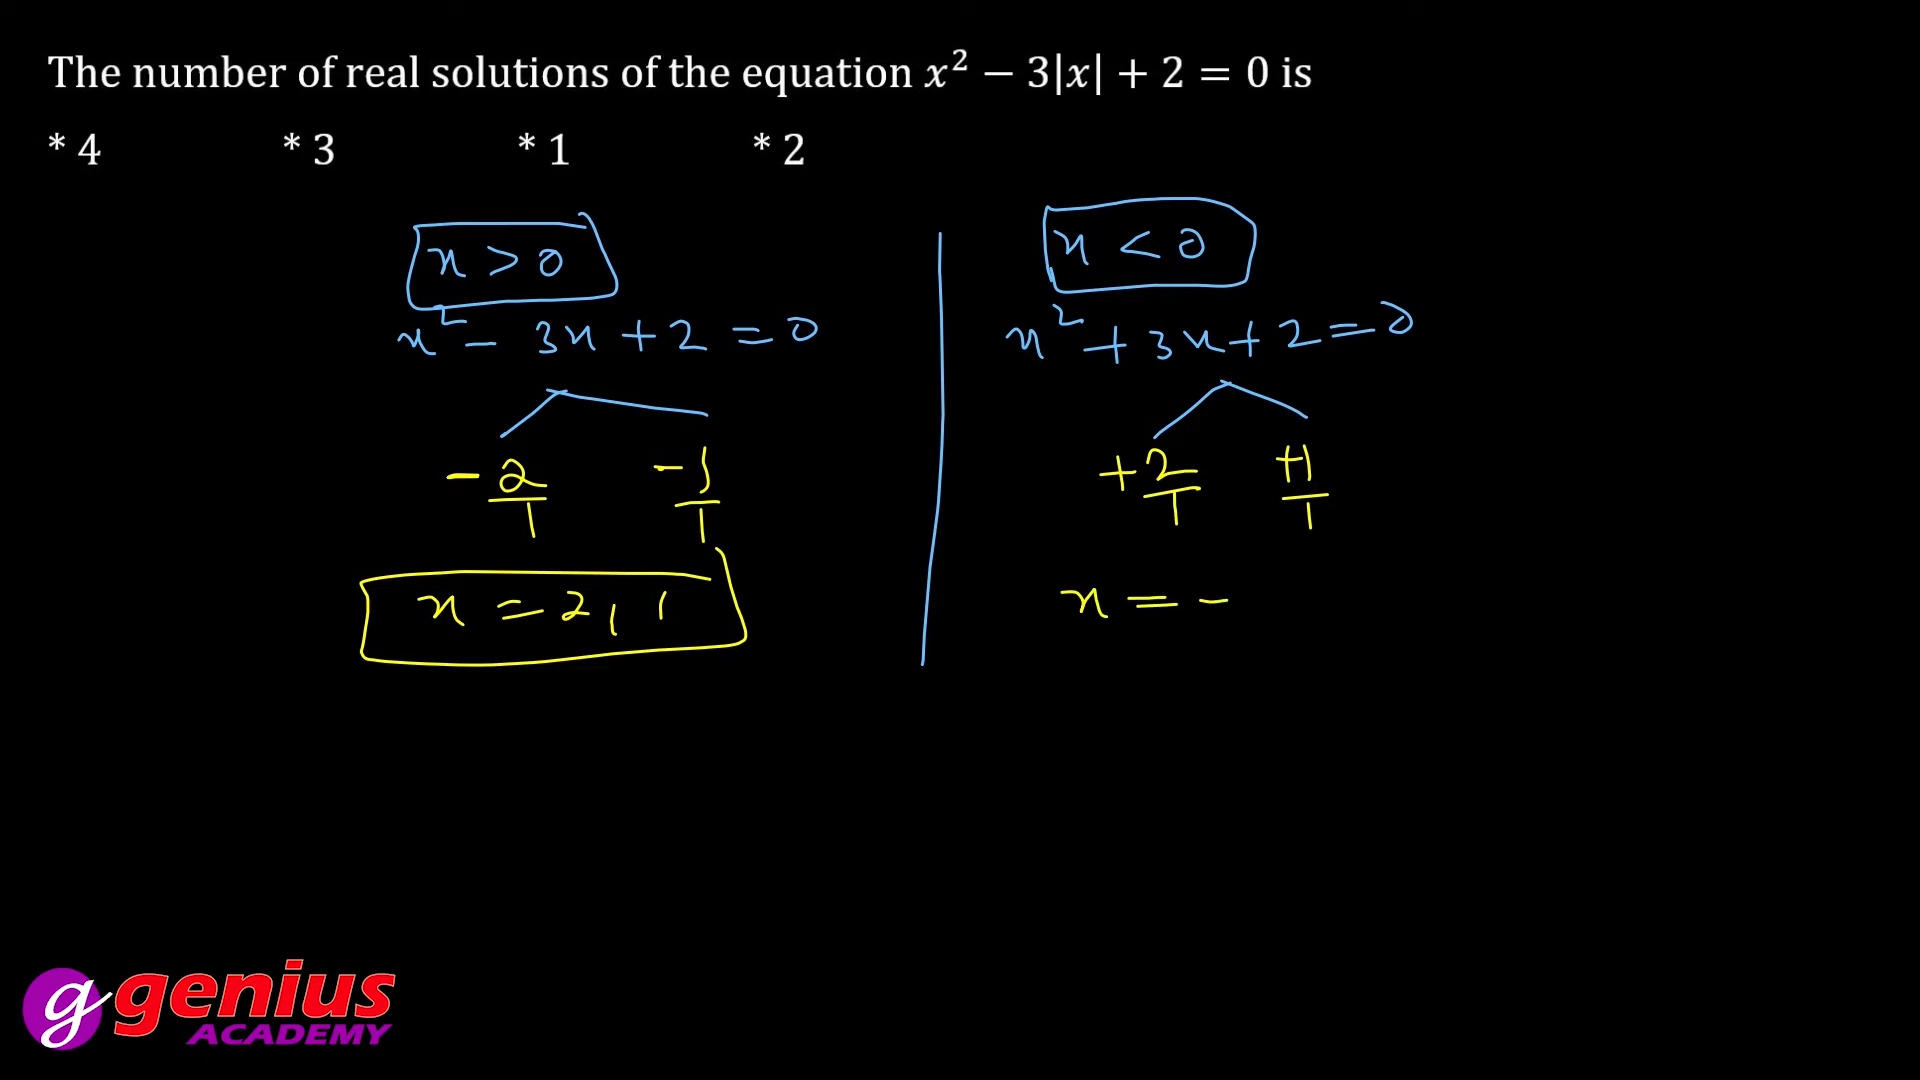 The number of real solutions of the equation x² − 3|x| + 2 = 0 is
* 4 * 3 * 1 * 2
x > 0
x² − 3x + 2 = 0
−2/1 −1/1
x = 2, 1
x < 0
x² + 3x + 2 = 0
+2/1 +1/1
x = −
g genius
ACADEMY